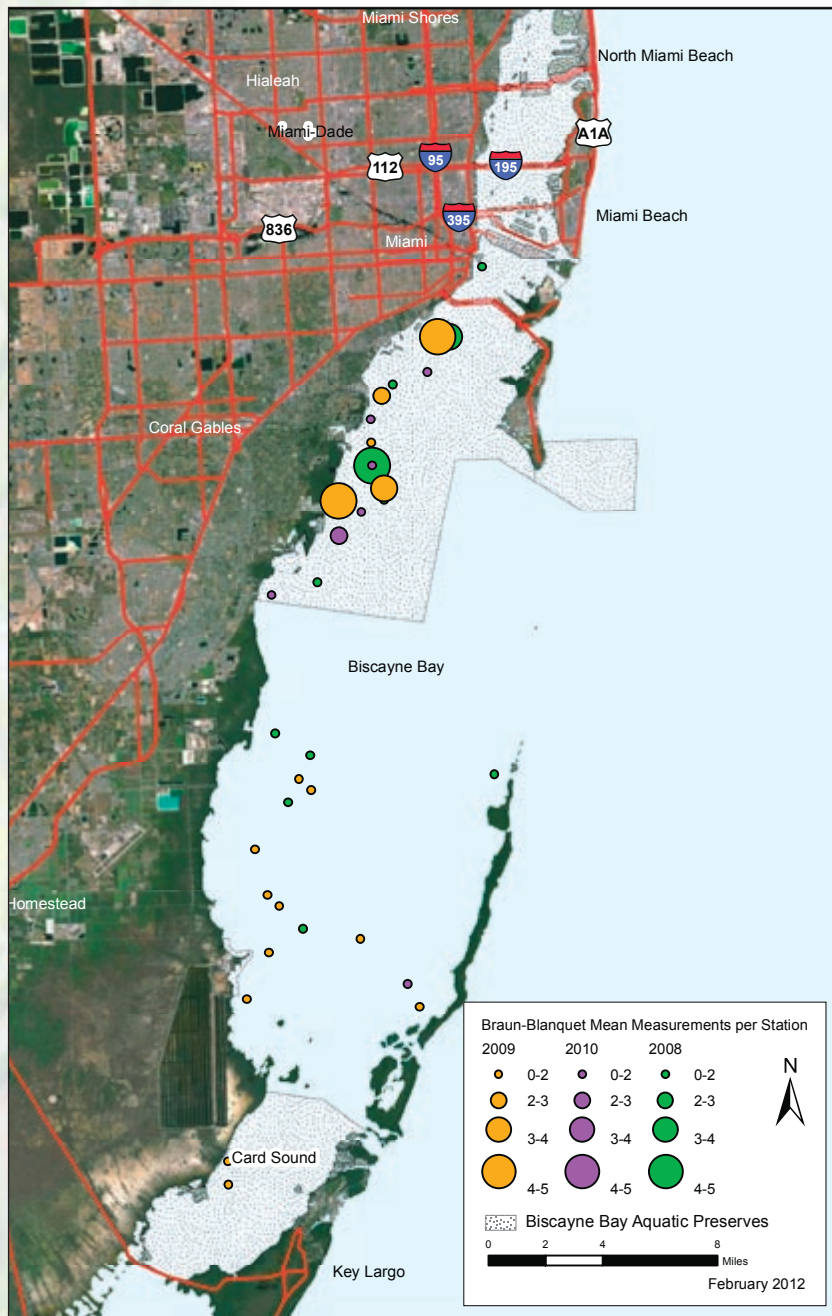 Miami Shores
North Miami Beach
Hialeah
Miami-Dade
A1A
112
95
195
395
836
Miami
Miami Beach
Coral Gables
Biscayne Bay
Homestead
Card Sound
Key Largo
Braun-Blanquet Mean Measurements per Station
2009 2010 2008
0-2 0-2 0-2
2-3 2-3 2-3
3-4 3-4 3-4
4-5 4-5 4-5
N
Biscayne Bay Aquatic Preserves
0 2 4 8
Miles
February 2012